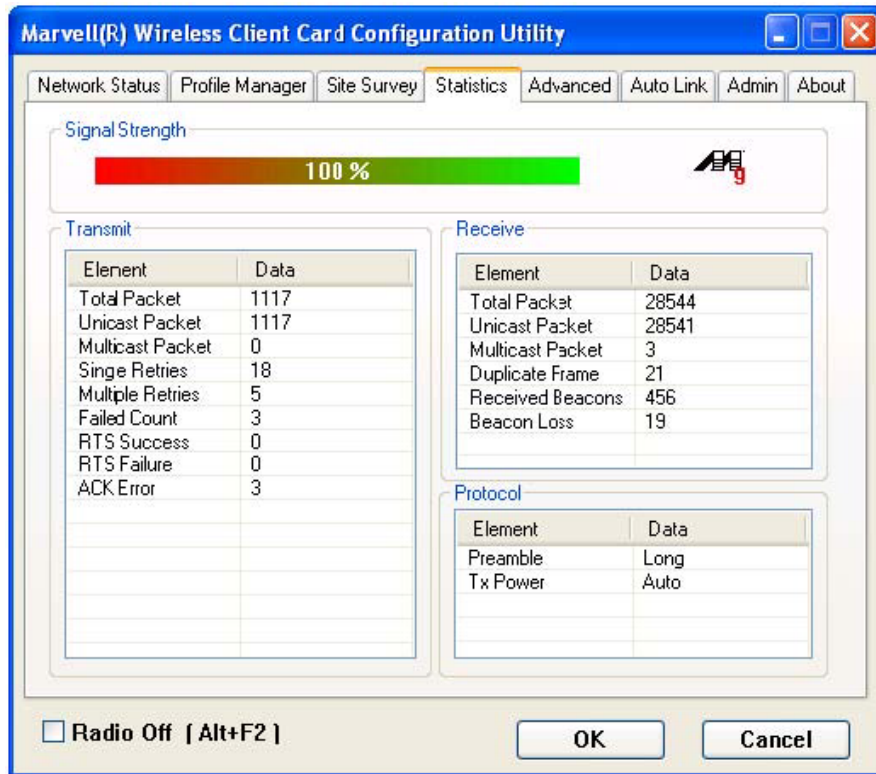 Marvell(R) Wireless Client Card Configuration Utility
Network Status Profile Manager Site Survey Statistics Advanced Auto Link Admin About
Signal Strength
100 %
g
Transmit
Element Data
Total Packet 1117
Unicast Packet 1117
Multicast Packet 0
Singe Retries 18
Multiple Retries 5
Failed Count 3
RTS Success 0
RTS Failure 0
ACK Error 3
Receive
Element Data
Total Packet 28544
Unicast Packet 28541
Multicast Packet 3
Duplicate Frame 21
Received Beacons 456
Beacon Loss 19
Protocol
Element Data
Preamble Long
Tx Power Auto
Radio Off [ Alt+F2 ]
OK
Cancel